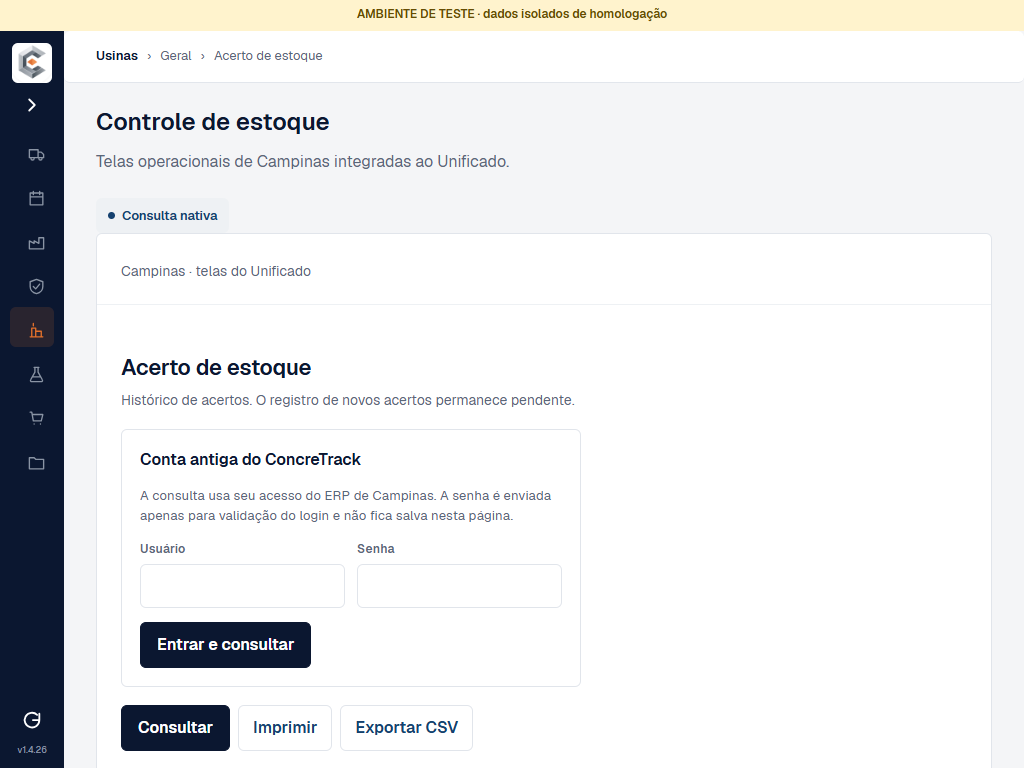 AMBIENTE DE TESTE · dados isolados de homologação
Usinas › Geral › Acerto de estoque
Controle de estoque
Telas operacionais de Campinas integradas ao Unificado.
Consulta nativa
Campinas · telas do Unificado
Acerto de estoque
Histórico de acertos. O registro de novos acertos permanece pendente.
Conta antiga do ConcreTrack
A consulta usa seu acesso do ERP de Campinas. A senha é enviada
apenas para validação do login e não fica salva nesta página.
Usuário Senha
Entrar e consultar
Consultar Imprimir Exportar CSV
v1.4.26